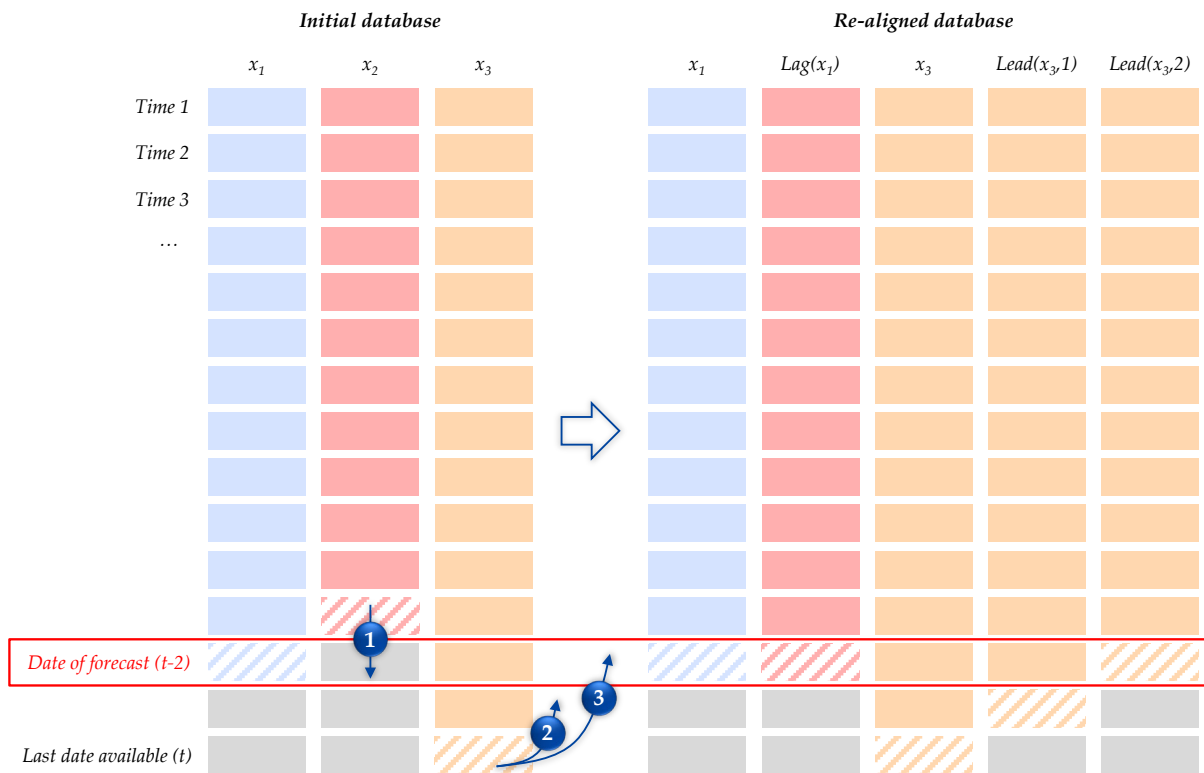 Initial database
Re-aligned database
x₁ x₂ x₃ x₁ Lag(x₁) x₃ Lead(x₃,1) Lead(x₃,2)
Time 1
Time 2
Time 3
…
1
Date of forecast (t-2)
3
2
Last date available (t)